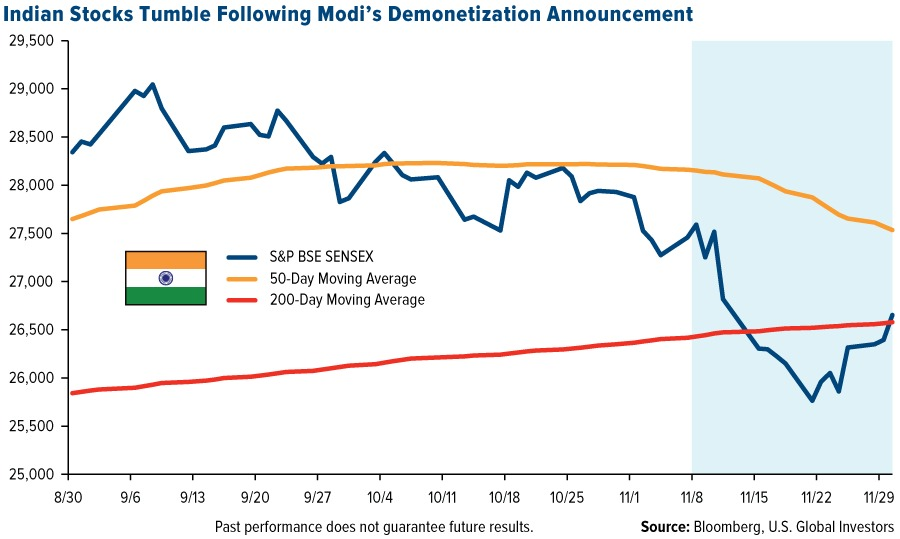 Indian Stocks Tumble Following Modi’s Demonetization Announcement
29,500
29,000
28,500
28,000
27,500
27,000
26,500
26,000
25,500
25,000
S&P BSE SENSEX
50-Day Moving Average
200-Day Moving Average
8/30 9/6 9/13 9/20 9/27 10/4 10/11 10/18 10/25 11/1 11/8 11/15 11/22 11/29
Past performance does not guarantee future results. Source: Bloomberg, U.S. Global Investors